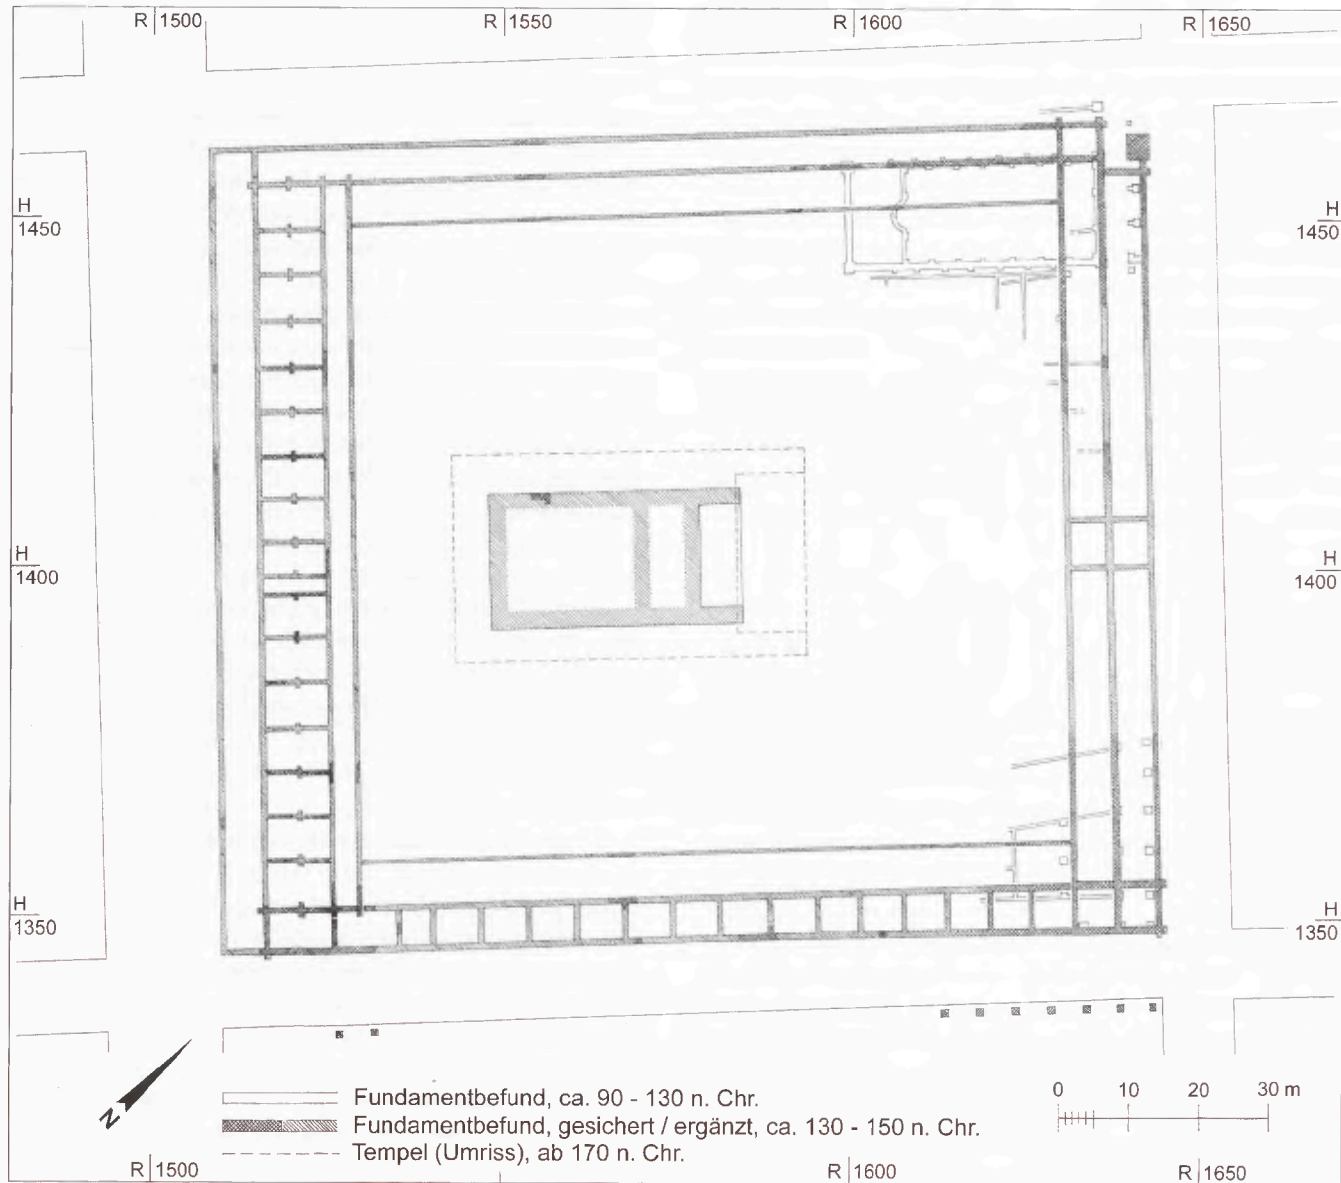 R 1500 R 1550 R 1600 R 1650
H H
1450 1450
H H
1400 1400
H H
1350 1350
N
Fundamentbefund, ca. 90 - 130 n. Chr.
Fundamentbefund, gesichert / ergänzt, ca. 130 - 150 n. Chr.
Tempel (Umriss), ab 170 n. Chr.
0 10 20 30 m
R 1500 R 1600 R 1650